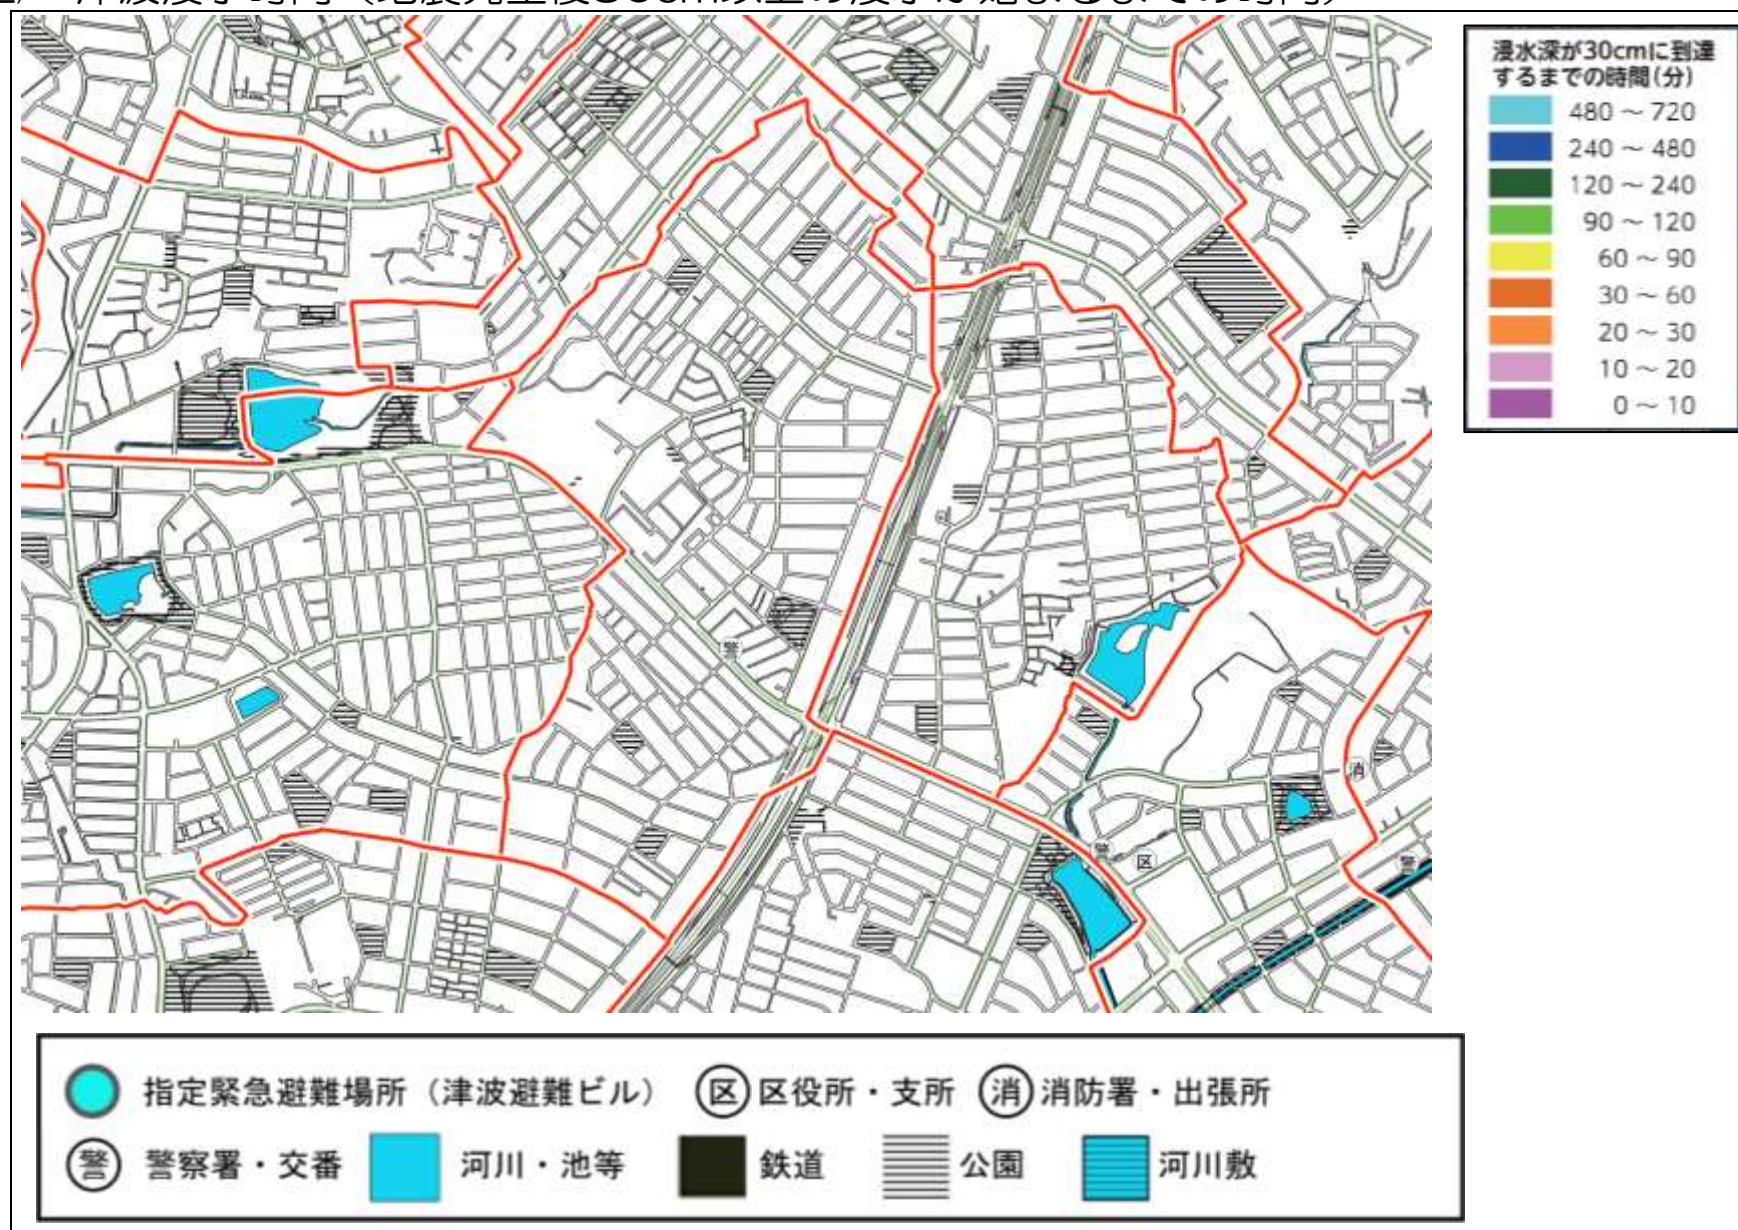 浸水深が30cmに到達
するまでの時間(分)
480～720
240～480
120～240
90～120
60～90
30～60
20～30
10～20
0～10
警
消
警
区
警
指定緊急避難場所（津波避難ビル） 区 区役所・支所 消 消防署・出張所
警 警察署・交番 河川・池等 鉄道 公園 河川敷